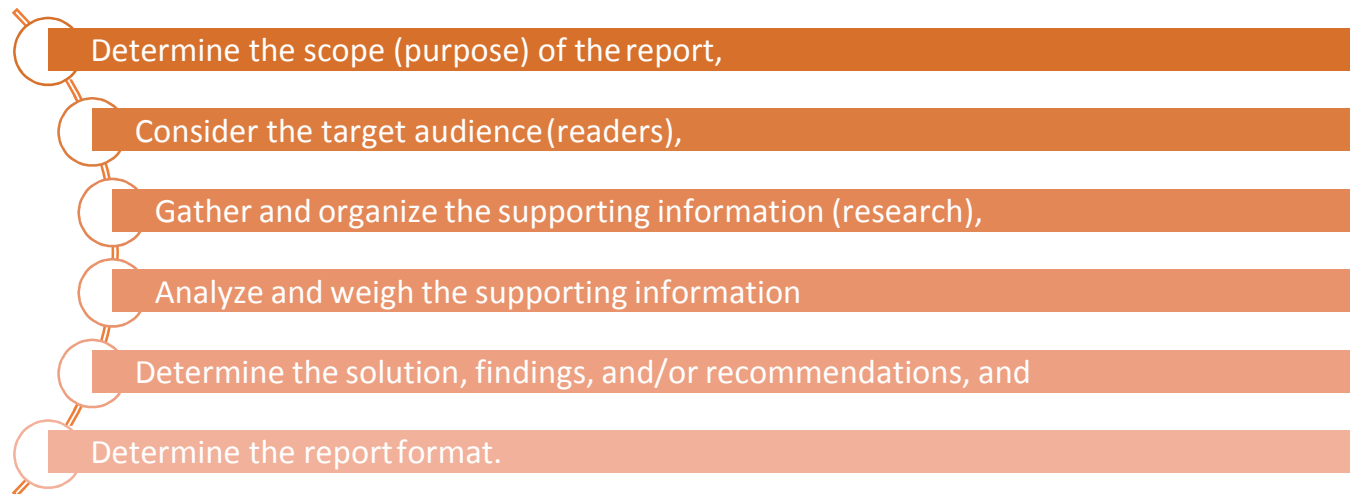 Determine the scope (purpose) of the report,
Consider the target audience (readers),
Gather and organize the supporting information (research),
Analyze and weigh the supporting information
Determine the solution, findings, and/or recommendations, and
Determine the report format.